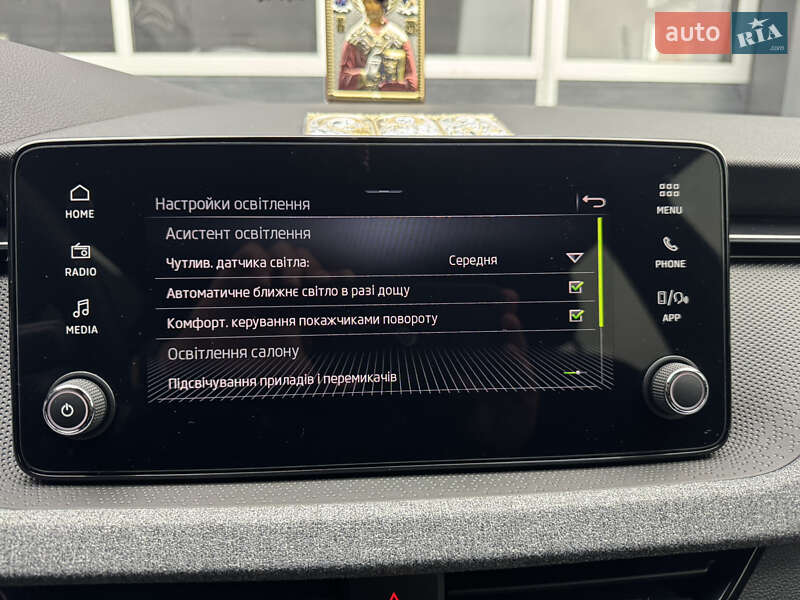 auto RIA .com
HOME
RADIO
MEDIA
Настройки освітлення
Асистент освітлення
Чутлив. датчика світла: Середня
Автоматичне ближнє світло в разі дощу
Комфорт. керування покажчиками повороту
Освітлення салону
Підсвічування приладів і перемикачів
MENU
PHONE
APP